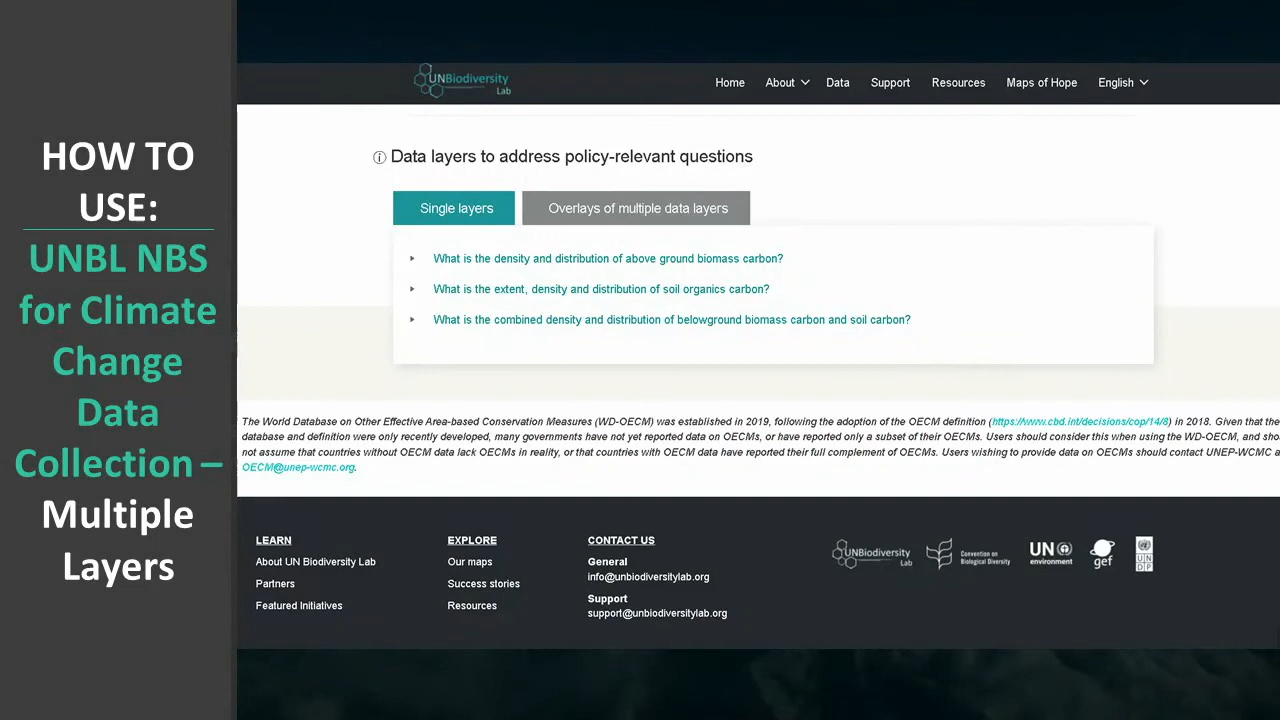 HOW TO
USE:
UNBL NBS
for Climate
Change
Data
Collection –
Multiple
Layers
UNBiodiversity
Lab
Home About Data Support Resources Maps of Hope English
Data layers to address policy-relevant questions
Single layers Overlays of multiple data layers
What is the density and distribution of above ground biomass carbon?
What is the extent, density and distribution of soil organics carbon?
What is the combined density and distribution of belowground biomass carbon and soil carbon?
The World Database on Other Effective Area-based Conservation Measures (WD-OECM) was established in 2019, following the adoption of the OECM definition (https://www.cbd.int/decisions/cop/14/8) in 2018. Given that the
database and definition were only recently developed, many governments have not yet reported data on OECMs, or have reported only a subset of their OECMs. Users should consider this when using the WD-OECM, and sho
not assume that countries without OECM data lack OECMs in reality, or that countries with OECM data have reported their full complement of OECMs. Users wishing to provide data on OECMs should contact UNEP-WCMC a
OECM@unep-wcmc.org.
LEARN
About UN Biodiversity Lab
Partners
Featured Initiatives
EXPLORE
Our maps
Success stories
Resources
CONTACT US
General
info@unbiodiversitylab.org
Support
support@unbiodiversitylab.org
UNBiodiversity
Lab
Convention on
Biological Diversity
UN
environment
gef
U N
D P